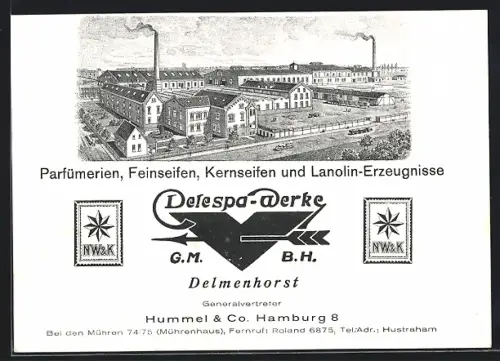 Parfümerien, Feinseifen, Kernseifen und Lanolin-Erzeugnisse
Delespa-Werke
NW&K
G.M. B.H.
NW&K
Delmenhorst
Generalvertreter
Hummel & Co. Hamburg 8
Bei den Mühren 74/75 (Mührenhaus), Fernruf: Roland 6875, Tel.Adr.: Hustraham